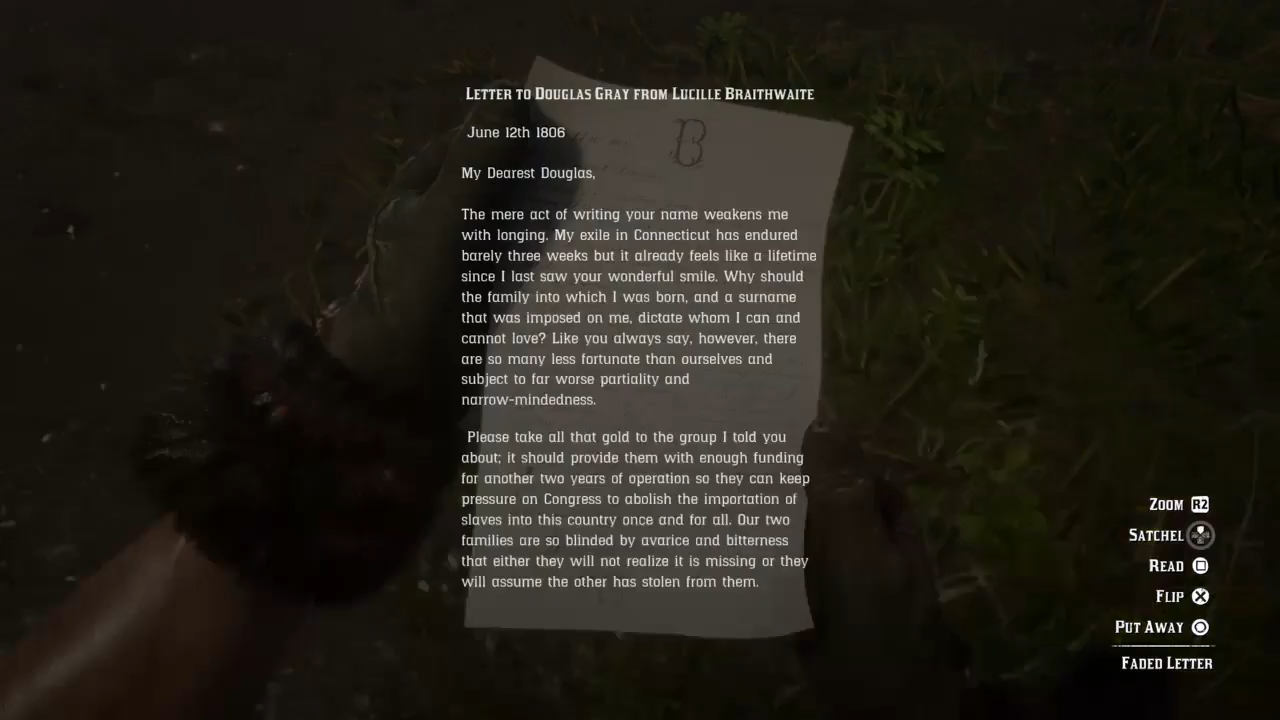 Letter to Douglas Gray from Lucille Braithwaite
June 12th 1806
My Dearest Douglas,
The mere act of writing your name weakens me
with longing. My exile in Connecticut has endured
barely three weeks but it already feels like a lifetime
since I last saw your wonderful smile. Why should
the family into which I was born, and a surname
that was imposed on me, dictate whom I can and
cannot love? Like you always say, however, there
are so many less fortunate than ourselves and
subject to far worse partiality and
narrow-mindedness.
Please take all that gold to the group I told you
about; it should provide them with enough funding
for another two years of operation so they can keep
pressure on Congress to abolish the importation of
slaves into this country once and for all. Our two
families are so blinded by avarice and bitterness
that either they will not realize it is missing or they
will assume the other has stolen from them.
B
Zoom R2
Satchel
Read
Flip
Put Away
Faded Letter